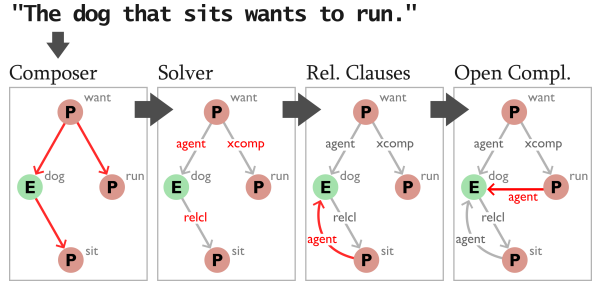 "The dog that sits wants to run."
Composer
want
P
dog
E
run
P
sit
P
Solver
want
P
agent
xcomp
dog
E
run
P
relcl
sit
P
Rel. Clauses
want
P
agent
xcomp
dog
E
run
P
relcl
agent
sit
P
Open Compl.
want
P
agent
xcomp
dog
E
run
P
agent
relcl
agent
sit
P